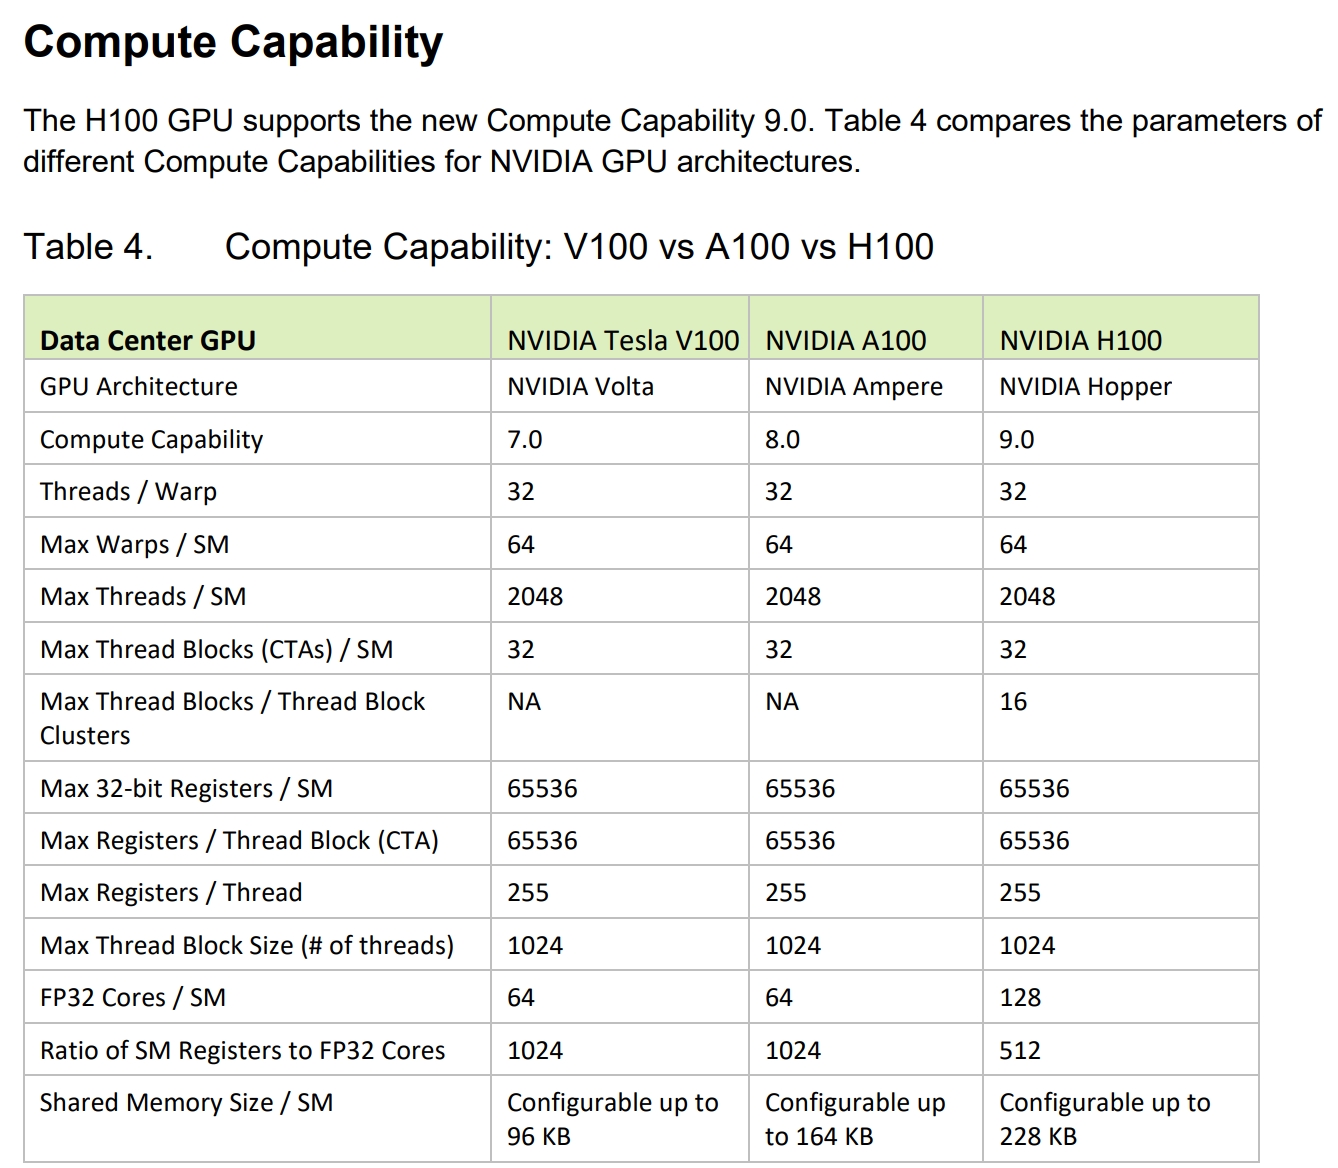 Compute Capability
The H100 GPU supports the new Compute Capability 9.0. Table 4 compares the parameters of
different Compute Capabilities for NVIDIA GPU architectures.
Table 4. Compute Capability: V100 vs A100 vs H100
Data Center GPU NVIDIA Tesla V100 NVIDIA A100 NVIDIA H100
GPU Architecture NVIDIA Volta NVIDIA Ampere NVIDIA Hopper
Compute Capability 7.0 8.0 9.0
Threads / Warp 32 32 32
Max Warps / SM 64 64 64
Max Threads / SM 2048 2048 2048
Max Thread Blocks (CTAs) / SM 32 32 32
Max Thread Blocks / Thread Block NA NA 16
Clusters
Max 32-bit Registers / SM 65536 65536 65536
Max Registers / Thread Block (CTA) 65536 65536 65536
Max Registers / Thread 255 255 255
Max Thread Block Size (# of threads) 1024 1024 1024
FP32 Cores / SM 64 64 128
Ratio of SM Registers to FP32 Cores 1024 1024 512
Shared Memory Size / SM Configurable up to Configurable up Configurable up to
96 KB to 164 KB 228 KB